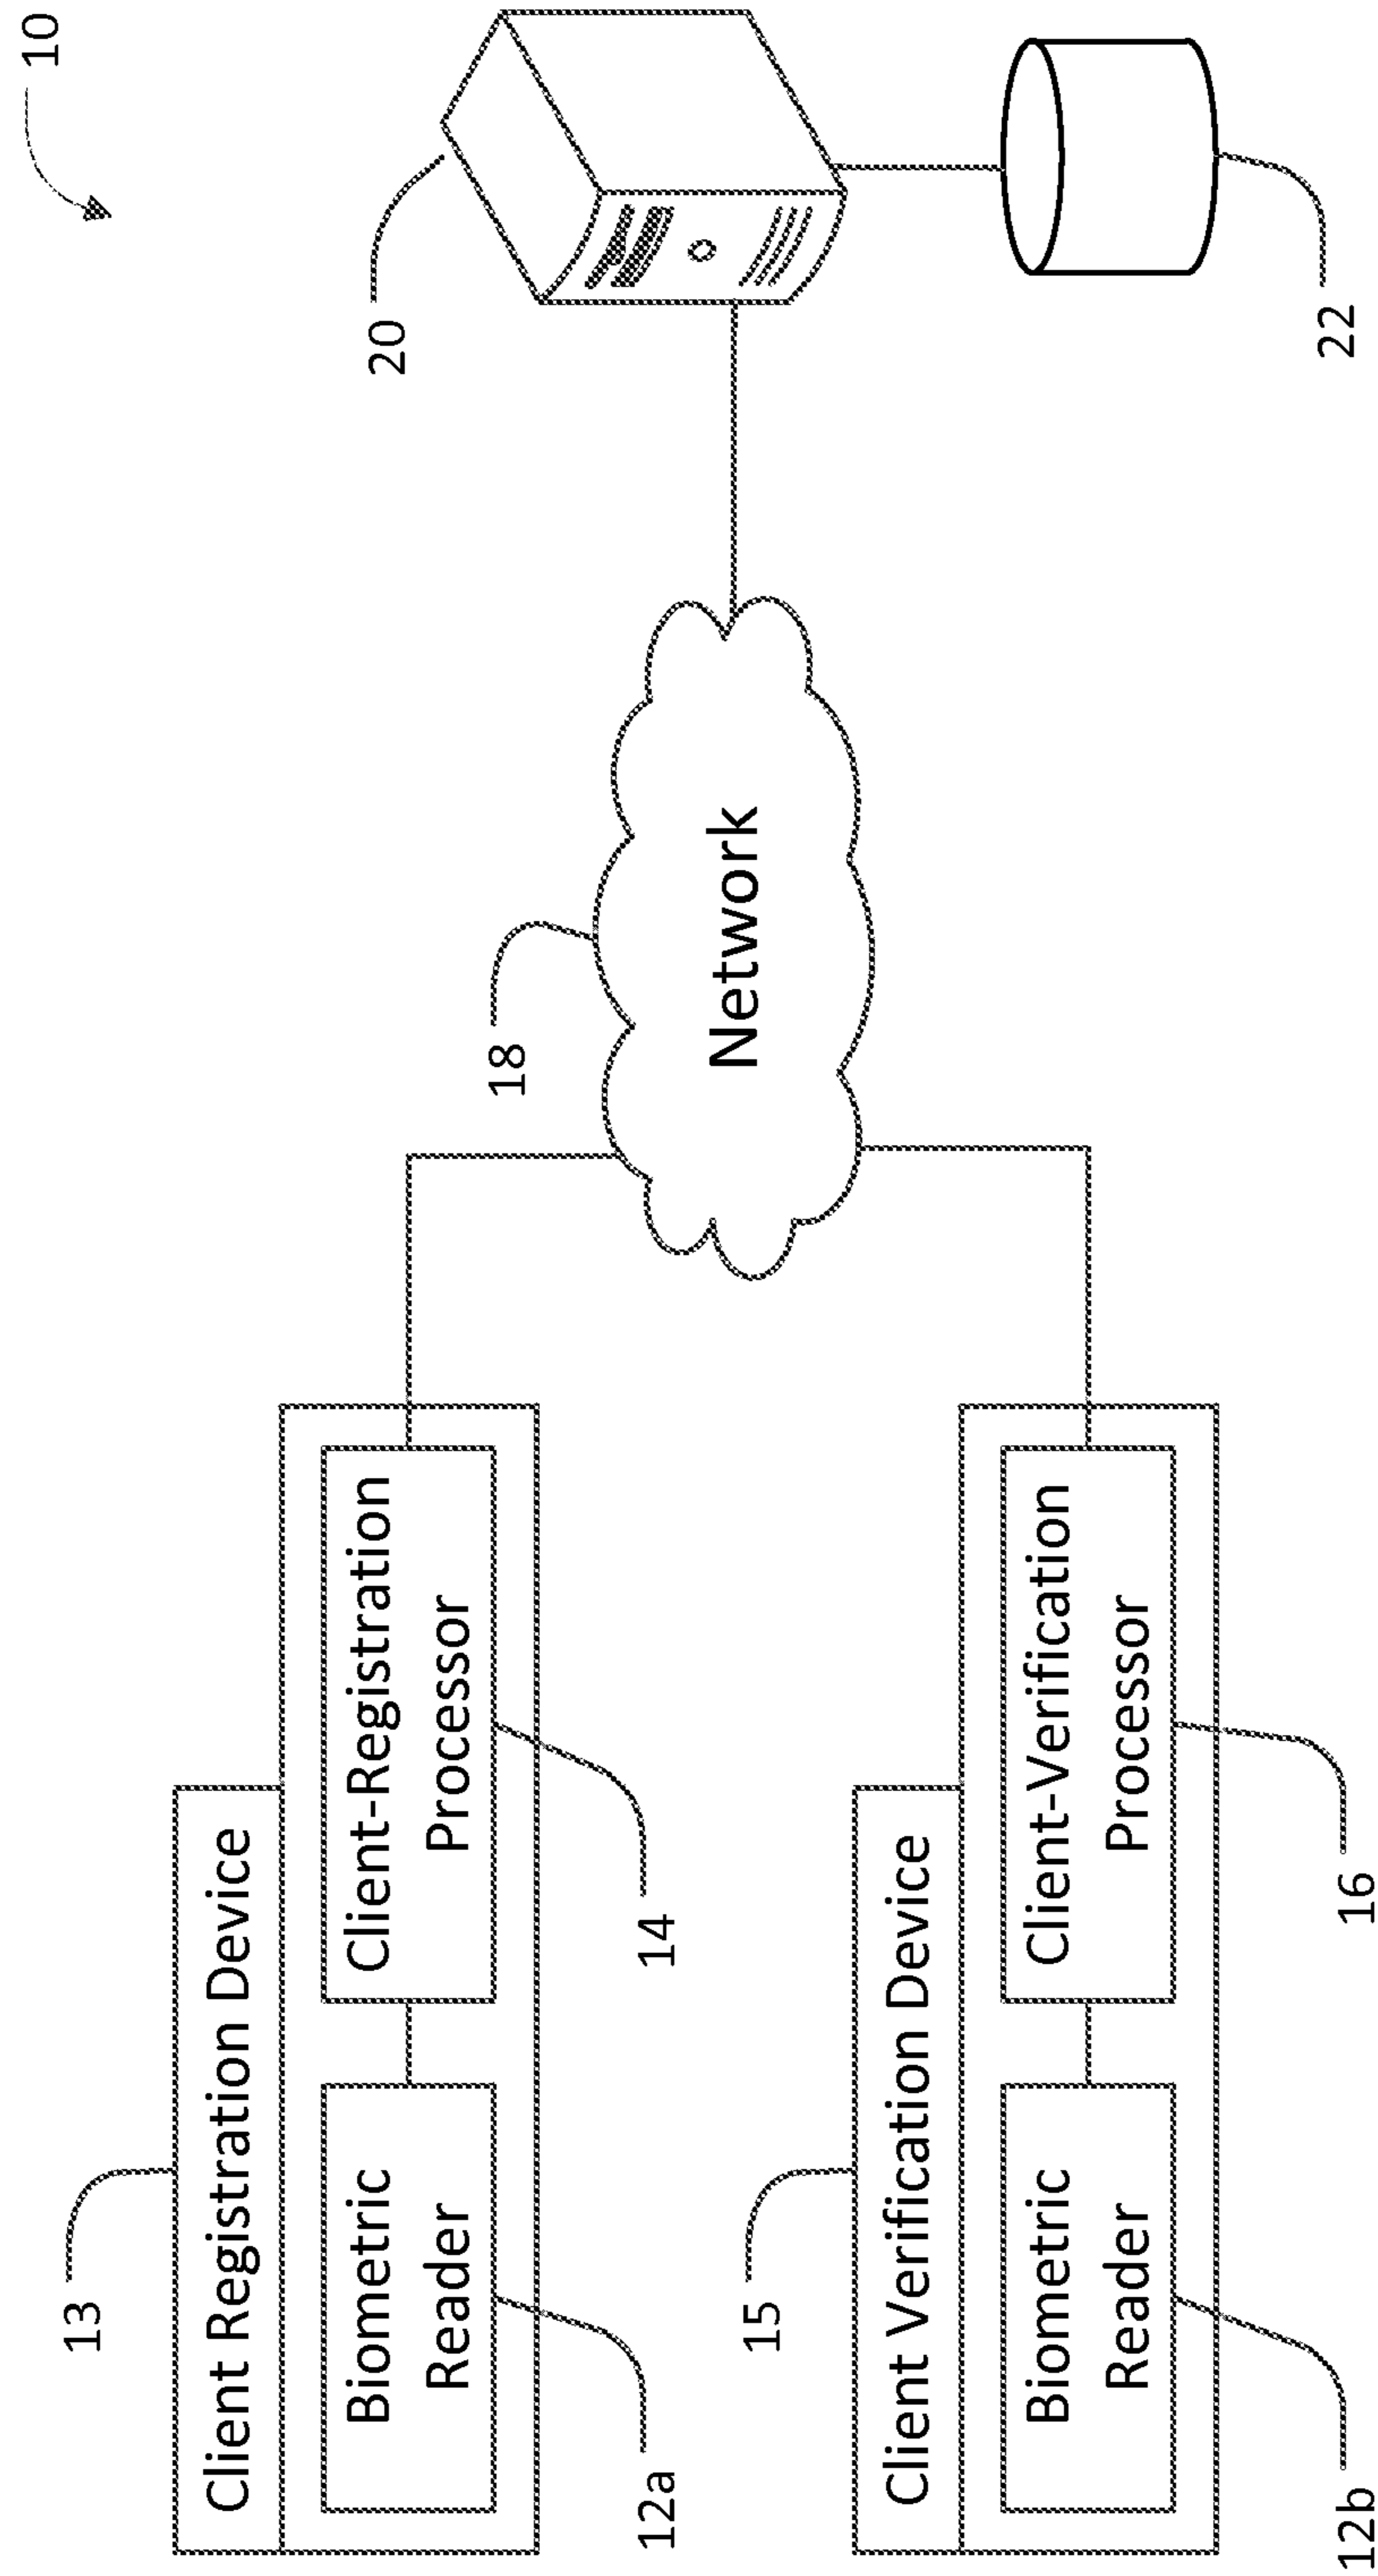 10
13
Client Registration Device
Biometric
Reader
Client-Registration
Processor
12a
14
18
Network
20
22
15
Client Verification Device
Biometric
Reader
Client-Verification
Processor
12b
16